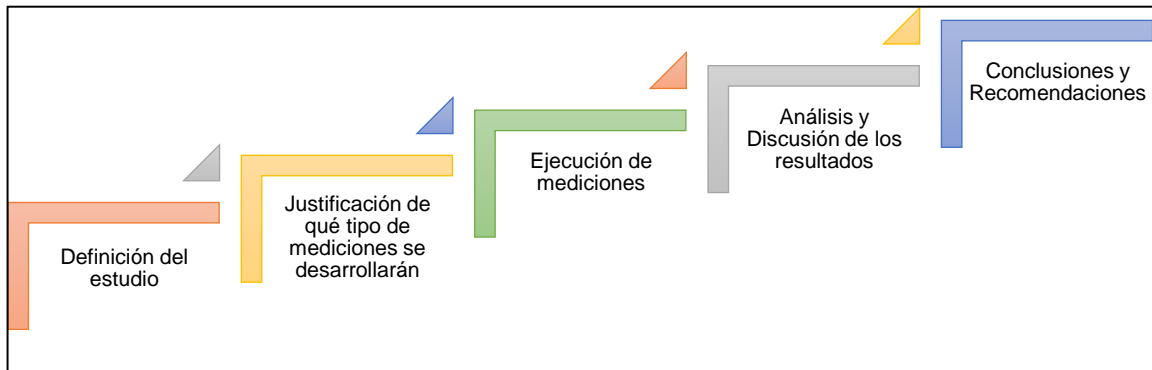 Definición del
estudio
Justificación de
qué tipo de
mediciones se
desarrollarán
Ejecución de
mediciones
Análisis y
Discusión de los
resultados
Conclusiones y
Recomendaciones